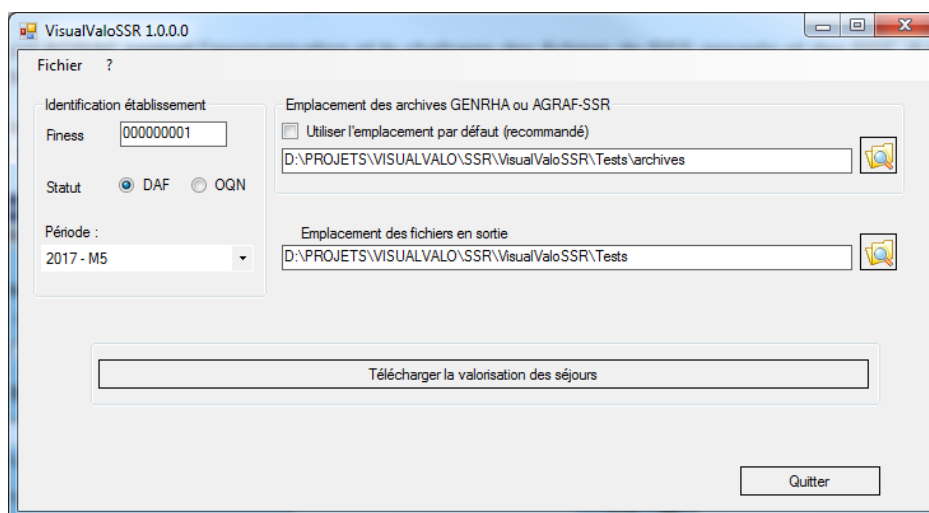 VisualValoSSR 1.0.0.0
Fichier ?
Identification établissement
Finess 000000001
Statut DAF OQN
Période :
2017 - M5
Emplacement des archives GENRHA ou AGRAF-SSR
Utiliser l'emplacement par défaut (recommandé)
D:\PROJETS\VISUALVALO\SSR\VisualValoSSR\Tests\archives
Emplacement des fichiers en sortie
D:\PROJETS\VISUALVALO\SSR\VisualValoSSR\Tests
Télécharger la valorisation des séjours
Quitter